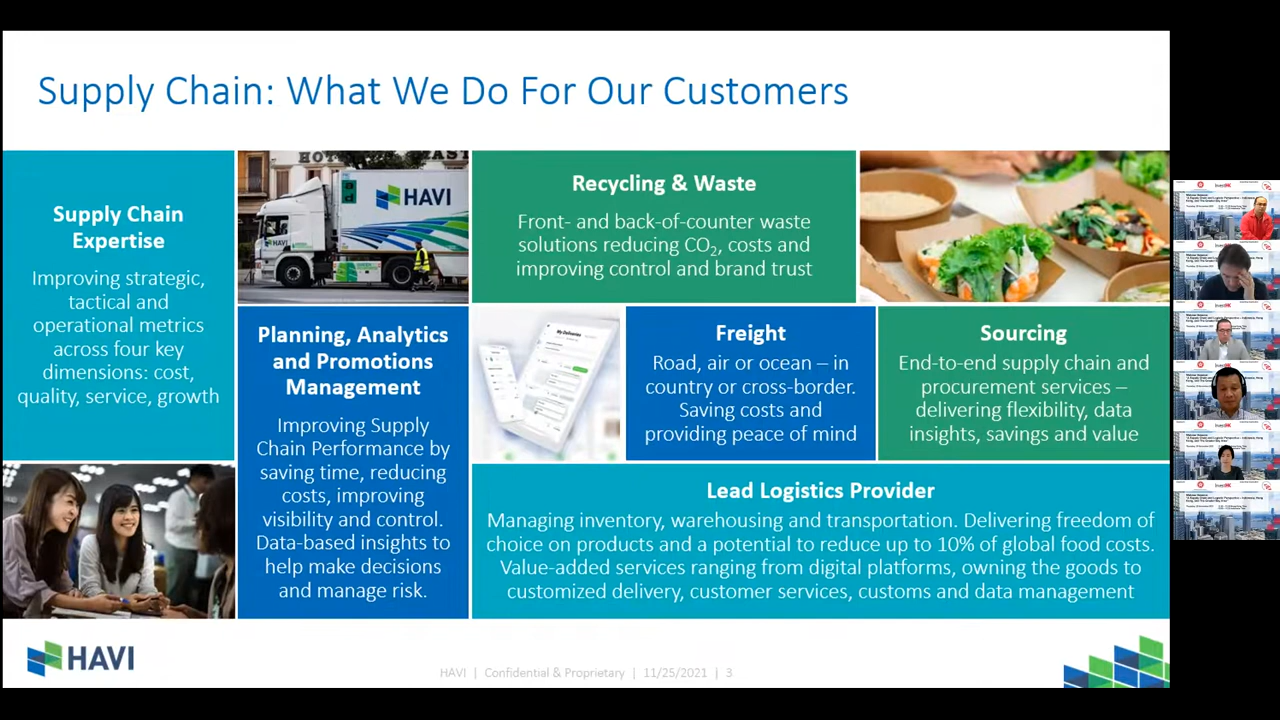 Supply Chain: What We Do For Our Customers
Supply Chain
Expertise
Improving strategic,
tactical and
operational metrics
across four key
dimensions: cost,
quality, service, growth
HAVI
HAVI
Planning, Analytics
and Promotions
Management
Improving Supply
Chain Performance by
saving time, reducing
costs, improving
visibility and control.
Data-based insights to
help make decisions
and manage risk.
Recycling & Waste
Front- and back-of-counter waste
solutions reducing CO₂, costs and
improving control and brand trust
My Deliveries
Freight
Road, air or ocean – in
country or cross-border.
Saving costs and
providing peace of mind
Sourcing
End-to-end supply chain and
procurement services –
delivering flexibility, data
insights, savings and value
Lead Logistics Provider
Managing inventory, warehousing and transportation. Delivering freedom of
choice on products and a potential to reduce up to 10% of global food costs.
Value-added services ranging from digital platforms, owning the goods to
customized delivery, customer services, customs and data management
HAVI
HAVI | Confidential & Proprietary | 11/25/2021 | 3